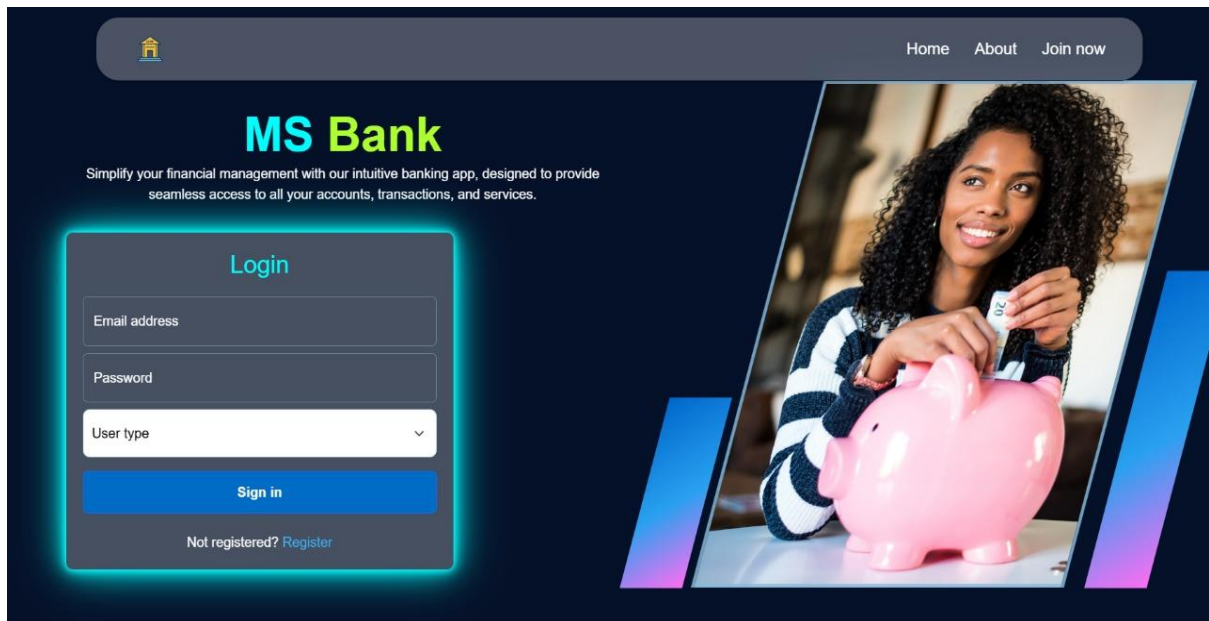 Home About Join now
MS Bank
Simplify your financial management with our intuitive banking app, designed to provide
seamless access to all your accounts, transactions, and services.
Login
Email address
Password
User type
Sign in
Not registered? Register
20